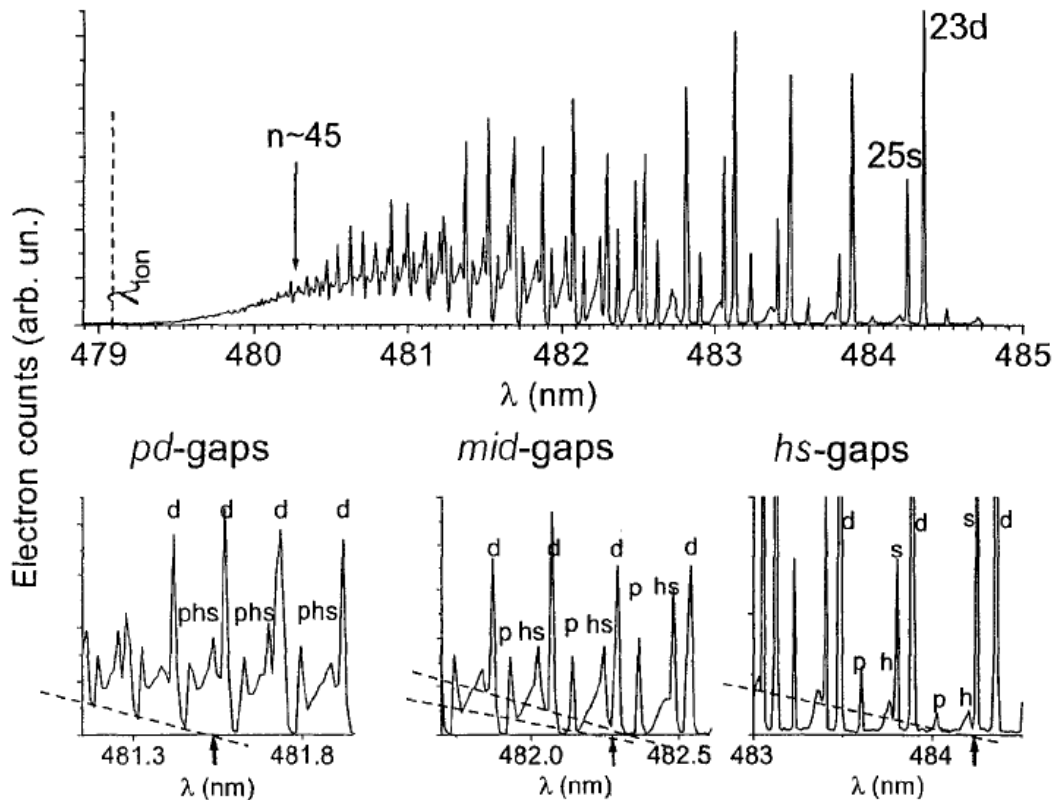 23d
n~45
25s
λion
479 480 481 482 483 484 485
λ (nm)
Electron counts (arb. un.)
pd-gaps mid-gaps hs-gaps
d d d d
phs phs phs
481.3 481.8
λ (nm)
d d d d
p hs p hs p hs
482.0 482.5
λ (nm)
d s d s d
p h p h
483 484
λ (nm)